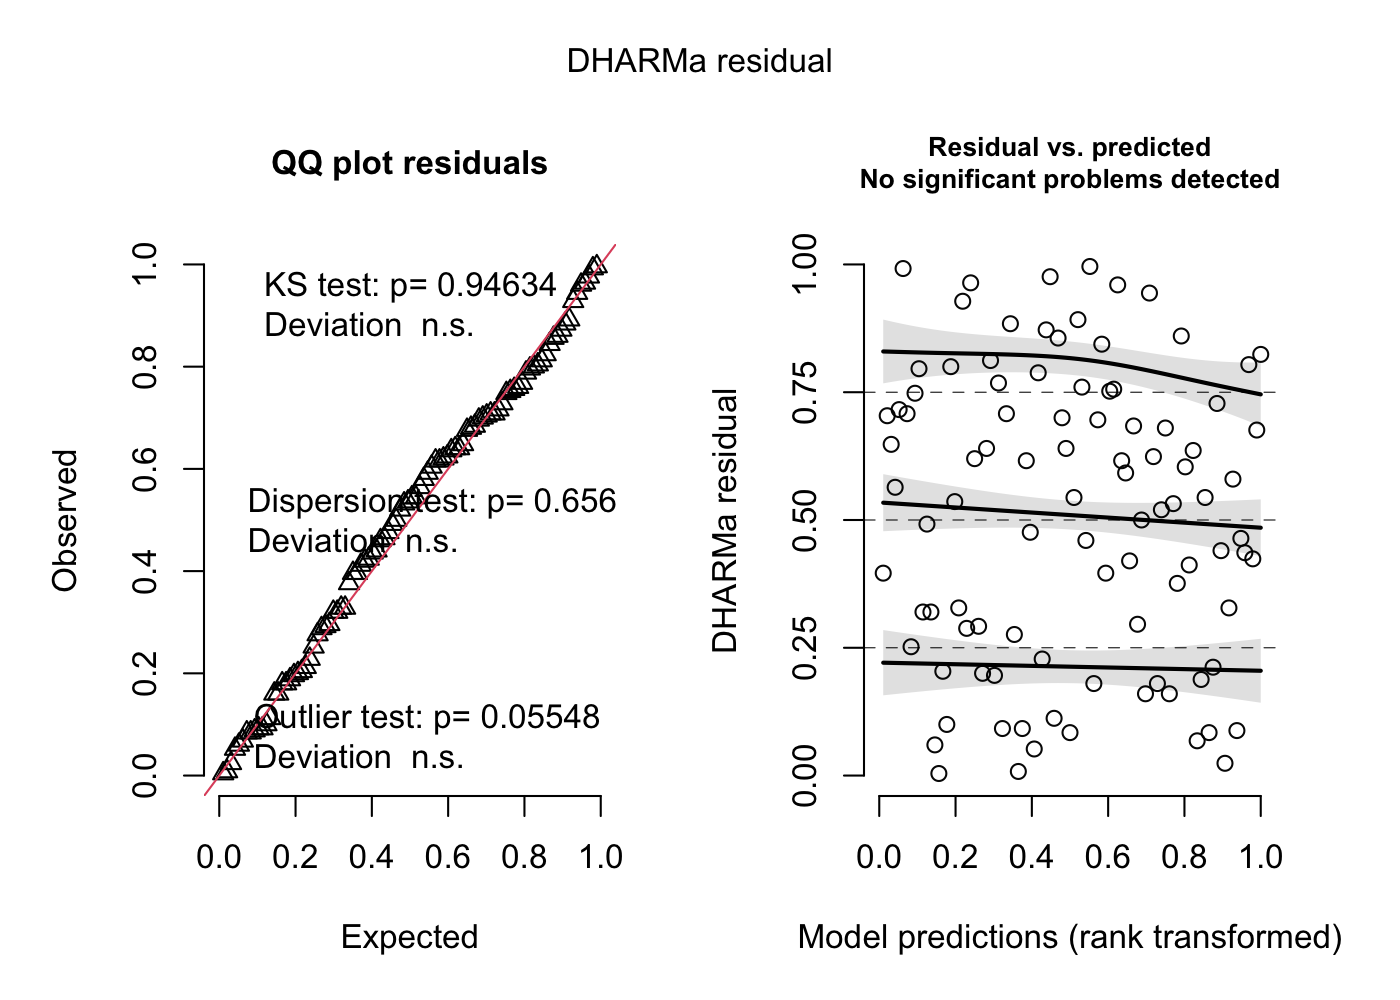 DHARMa residual
QQ plot residuals
KS test: p= 0.94634
Deviation  n.s.
Dispersion test: p= 0.656
Deviation  n.s.
Outlier test: p= 0.05548
Deviation  n.s.
Observed
1.0
0.8
0.6
0.4
0.2
0.0
0.0 0.2 0.4 0.6 0.8 1.0
Expected
Residual vs. predicted
No significant problems detected
DHARMa residual
1.00
0.75
0.50
0.25
0.00
0.0 0.2 0.4 0.6 0.8 1.0
Model predictions (rank transformed)